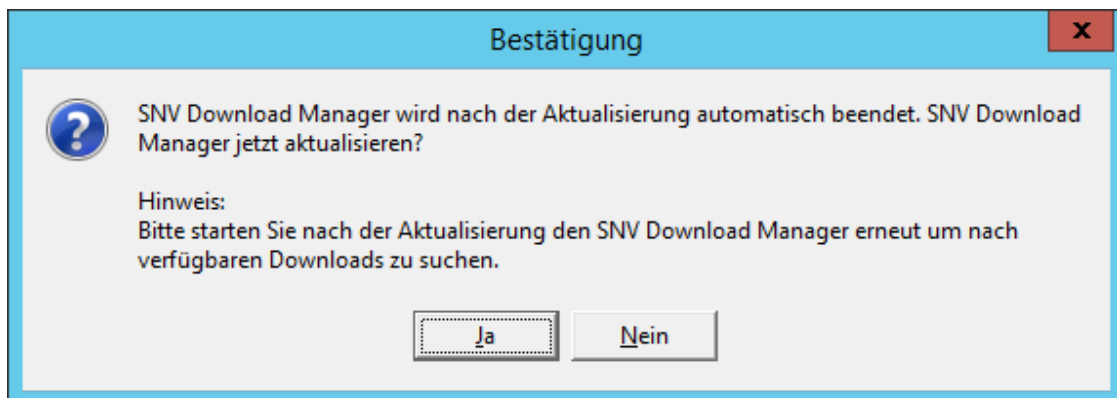 Bestätigung
x
SNV Download Manager wird nach der Aktualisierung automatisch beendet. SNV Download
Manager jetzt aktualisieren?
Hinweis:
Bitte starten Sie nach der Aktualisierung den SNV Download Manager erneut um nach
verfügbaren Downloads zu suchen.
Ja
Nein